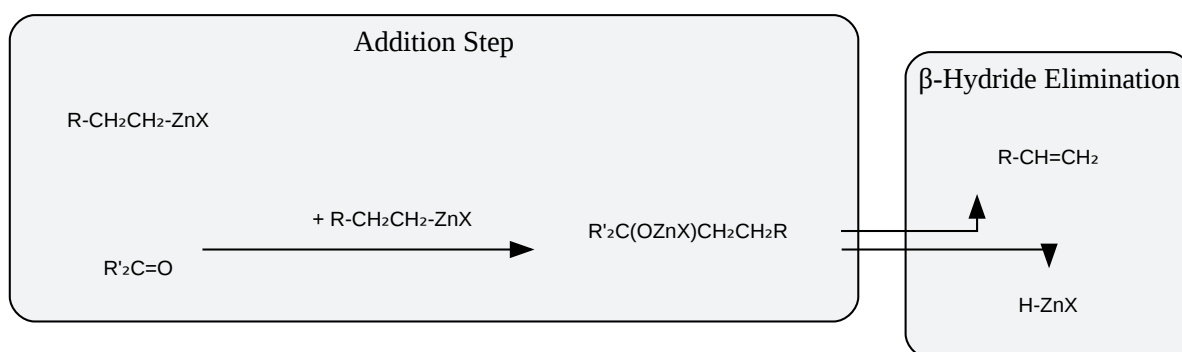 Addition Step
R-CH₂CH₂-ZnX
+ R-CH₂CH₂-ZnX
R'₂C=O
R'₂C(OZnX)CH₂CH₂R
β-Hydride Elimination
R-CH=CH₂
H-ZnX